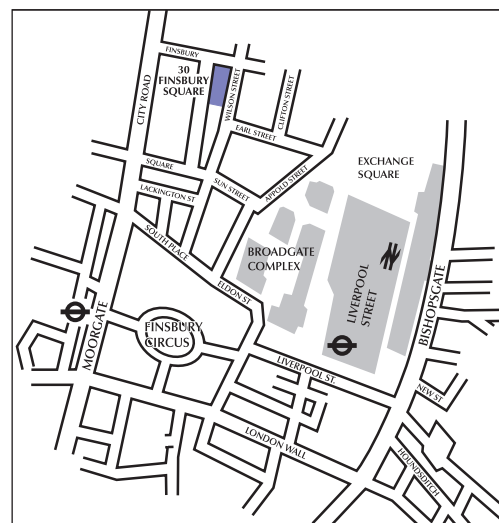 FINSBURY
30
FINSBURY
SQUARE
CITY ROAD
WILSON STREET
CLIFTON STREET
EARL STREET
EXCHANGE
SQUARE
SQUARE
SUN STREET
APPOLD STREET
LACKINGTON ST
SOUTH PLACE
BROADGATE
COMPLEX
ELDON ST
LIVERPOOL
STREET
BISHOPSGATE
MOORGATE
FINSBURY
CIRCUS
LIVERPOOL ST.
NEW ST
LONDON WALL
HOUNDSDITCH